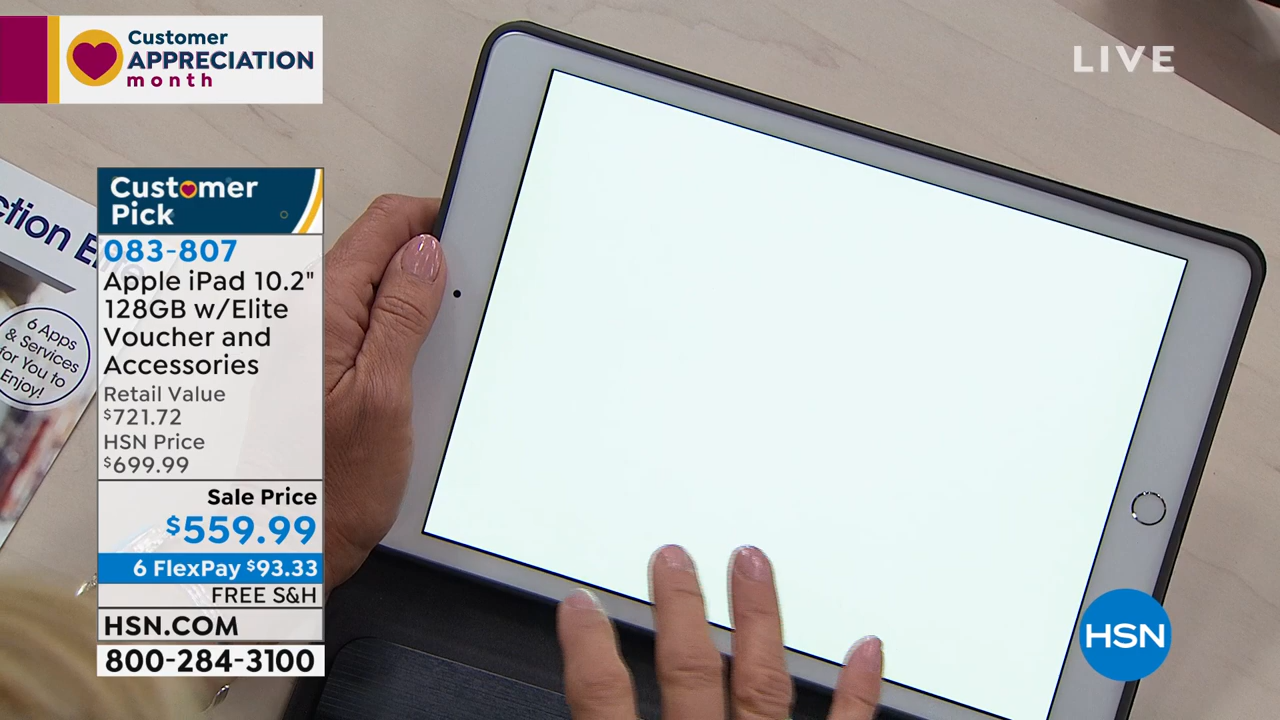 Customer
APPRECIATION
month
LIVE
Customer
Pick
083-807
Apple iPad 10.2"
128GB w/Elite
Voucher and
Accessories
Retail Value
$721.72
HSN Price
$699.99
Sale Price
$559.99
6 FlexPay $93.33
FREE S&H
HSN.COM
800-284-3100
6 Apps
& Services
for You to
Enjoy!
HSN